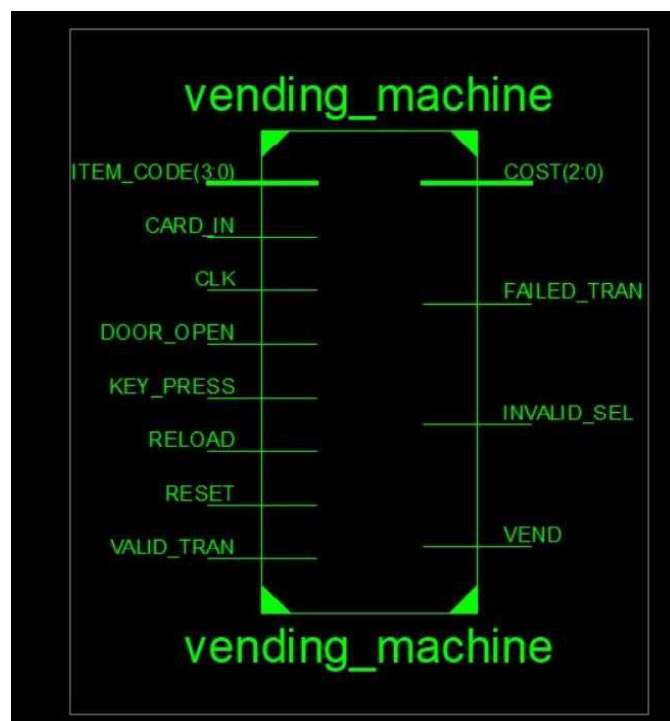 vending_machine
ITEM_CODE(3:0)
COST(2:0)
CARD_IN
CLK
FAILED_TRAN
DOOR_OPEN
KEY_PRESS
INVALID_SEL
RELOAD
RESET
VEND
VALID_TRAN
vending_machine